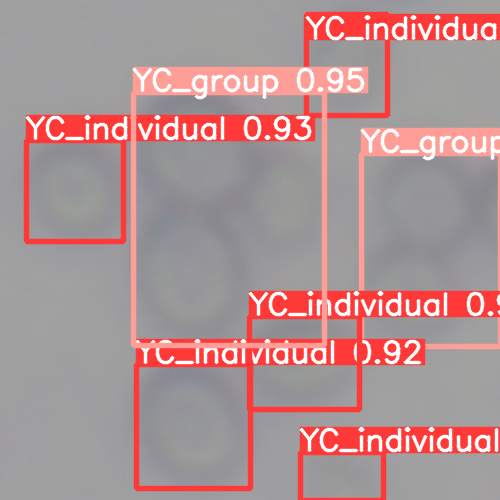 YC_individua
YC_group 0.95
YC_individual 0.93
YC_group
YC_individual 0.9
YC_individual 0.92
YC_individual